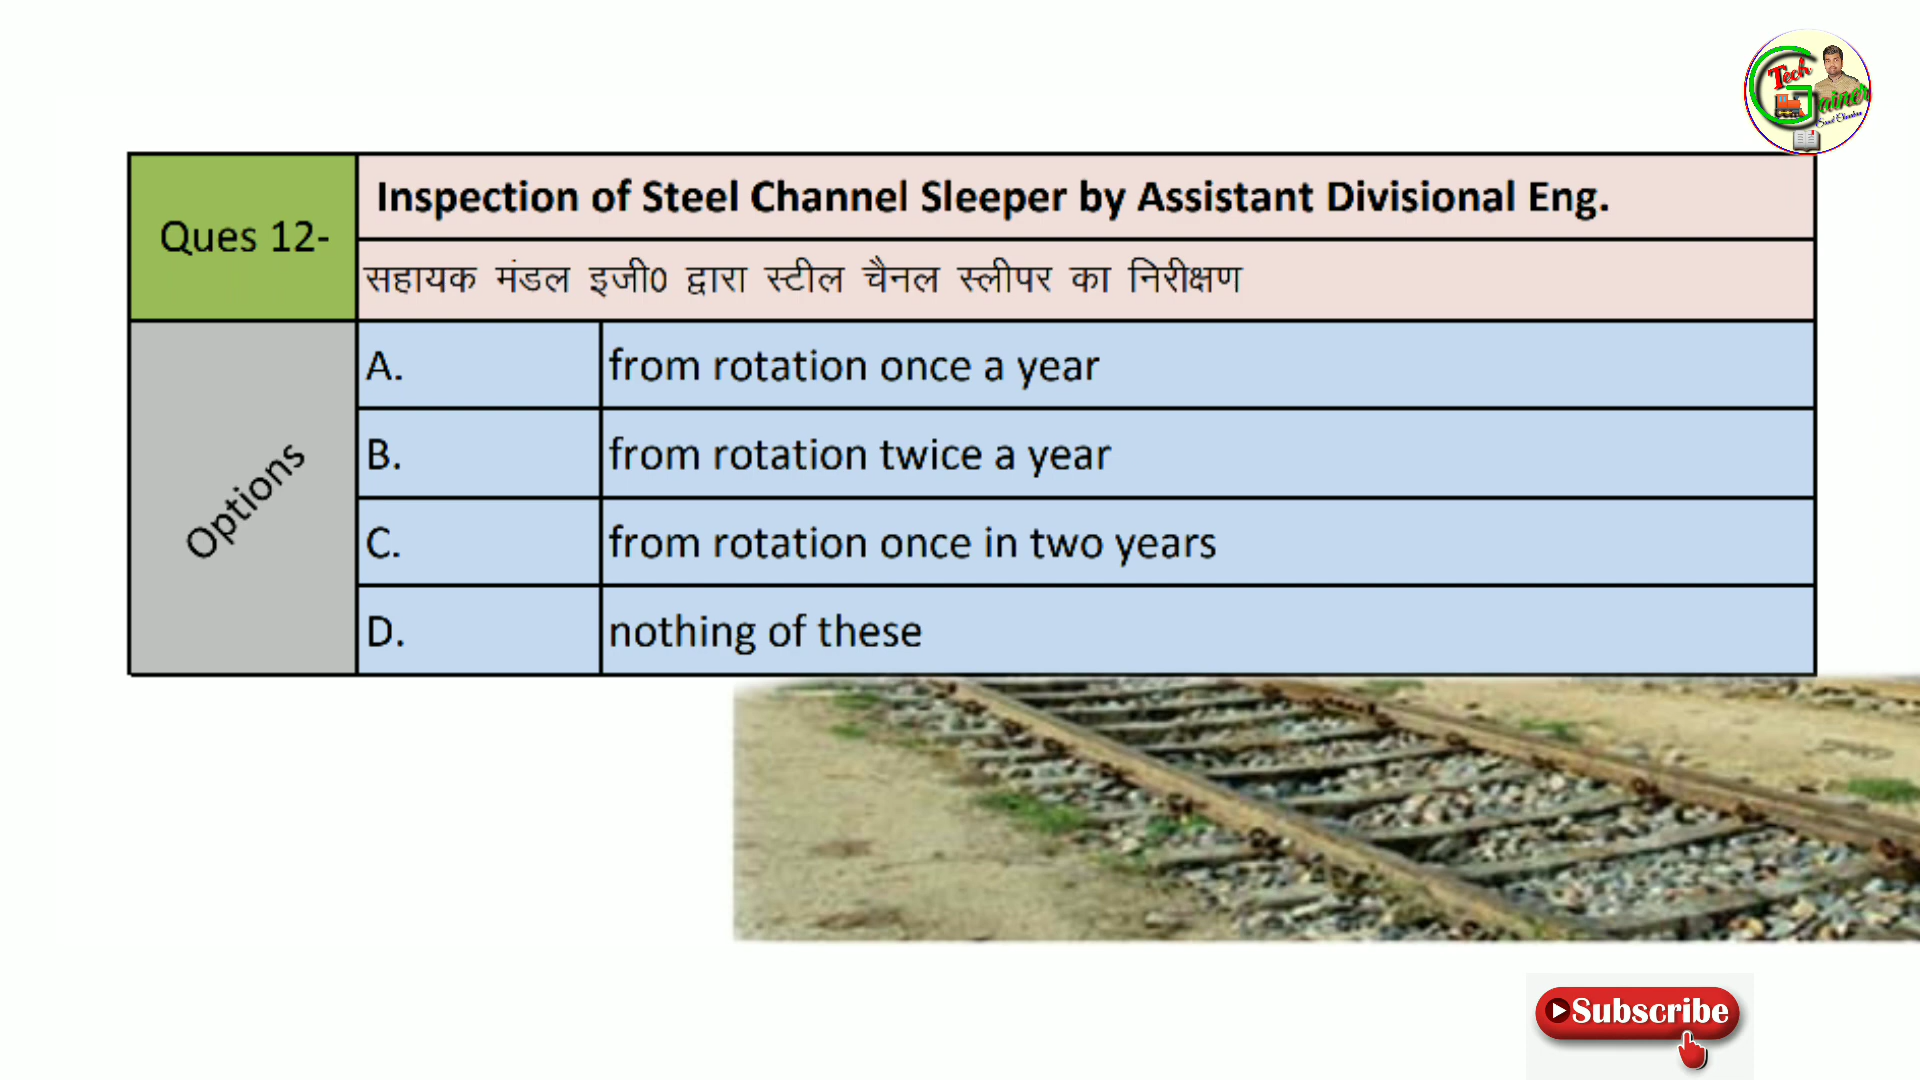 Tech
Gainer
Ques 12-
Inspection of Steel Channel Sleeper by Assistant Divisional Eng.
सहायक मंडल इजी0 द्वारा स्टील चैनल स्लीपर का निरीक्षण
Options
A. from rotation once a year
B. from rotation twice a year
C. from rotation once in two years
D. nothing of these
Subscribe